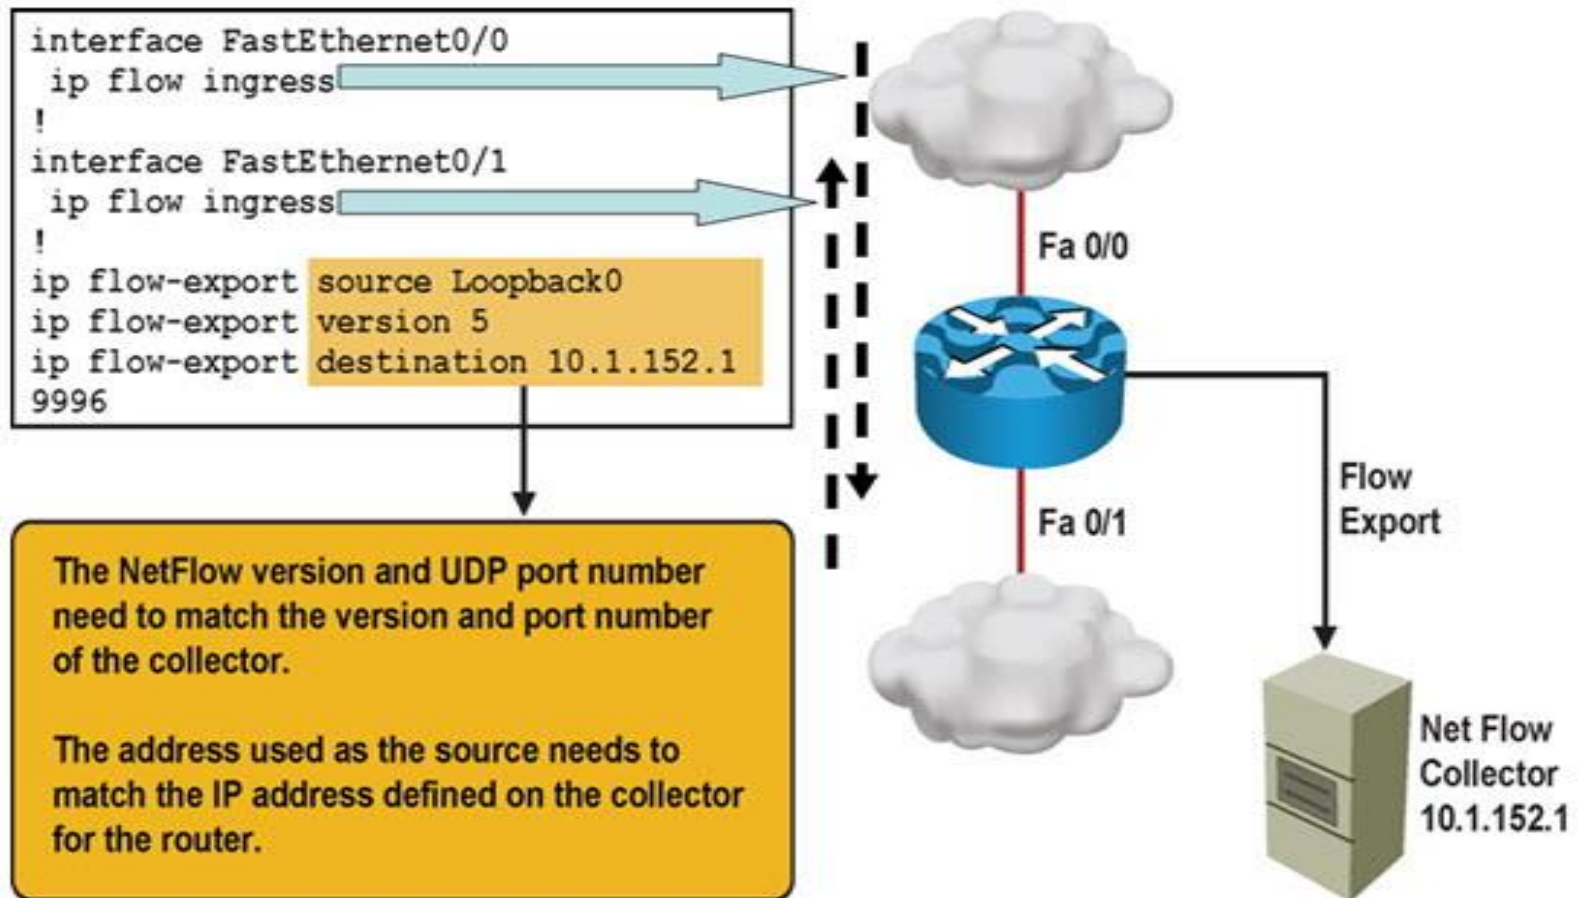 interface FastEthernet0/0
ip flow ingress
!
interface FastEthernet0/1
ip flow ingress
!
ip flow-export source Loopback0
ip flow-export version 5
ip flow-export destination 10.1.152.1
9996
The NetFlow version and UDP port number
need to match the version and port number
of the collector.
The address used as the source needs to
match the IP address defined on the collector
for the router.
Fa 0/0
Fa 0/1
Flow
Export
Net Flow
Collector
10.1.152.1